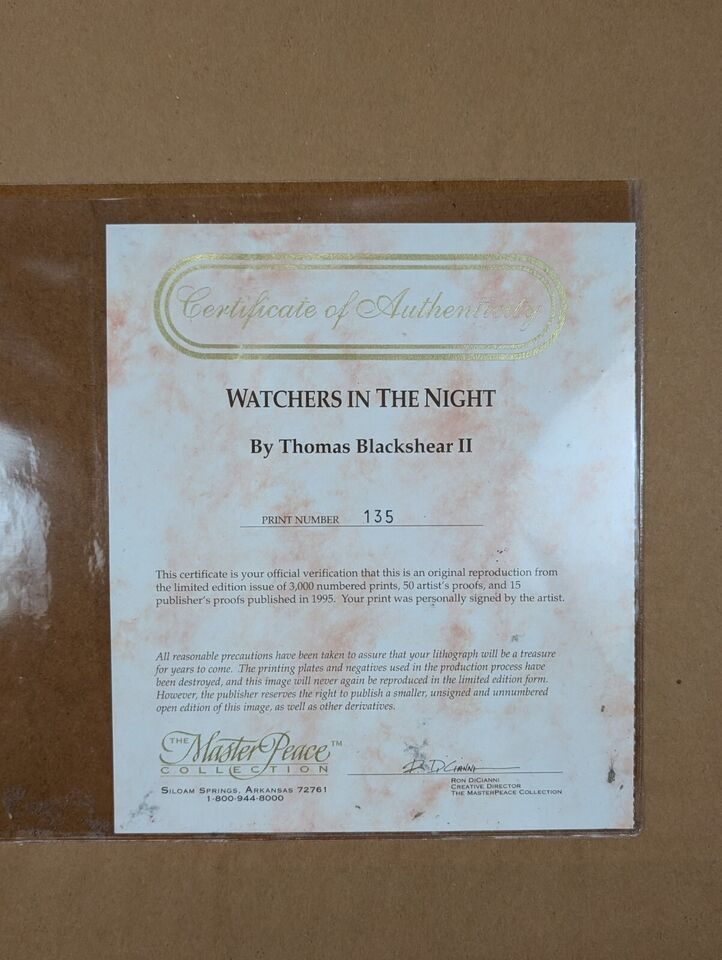 Certificate of Authenticity
WATCHERS IN THE NIGHT
By Thomas Blackshear II
PRINT NUMBER 135
This certificate is your official verification that this is an original reproduction from
the limited edition issue of 3,000 numbered prints, 50 artist's proofs, and 15
publisher's proofs published in 1995. Your print was personally signed by the artist.
All reasonable precautions have been taken to assure that your lithograph will be a treasure
for years to come. The printing plates and negatives used in the production process have
been destroyed, and this image will never again be reproduced in the limited edition form.
However, the publisher reserves the right to publish a smaller, unsigned and unnumbered
open edition of this image, as well as other derivatives.
THE MasterPeace™
COLLECTION
SILOAM SPRINGS, ARKANSAS 72761
1-800-944-8000
R. DiCianni
RON DICIANNI
CREATIVE DIRECTOR
THE MASTERPEACE COLLECTION